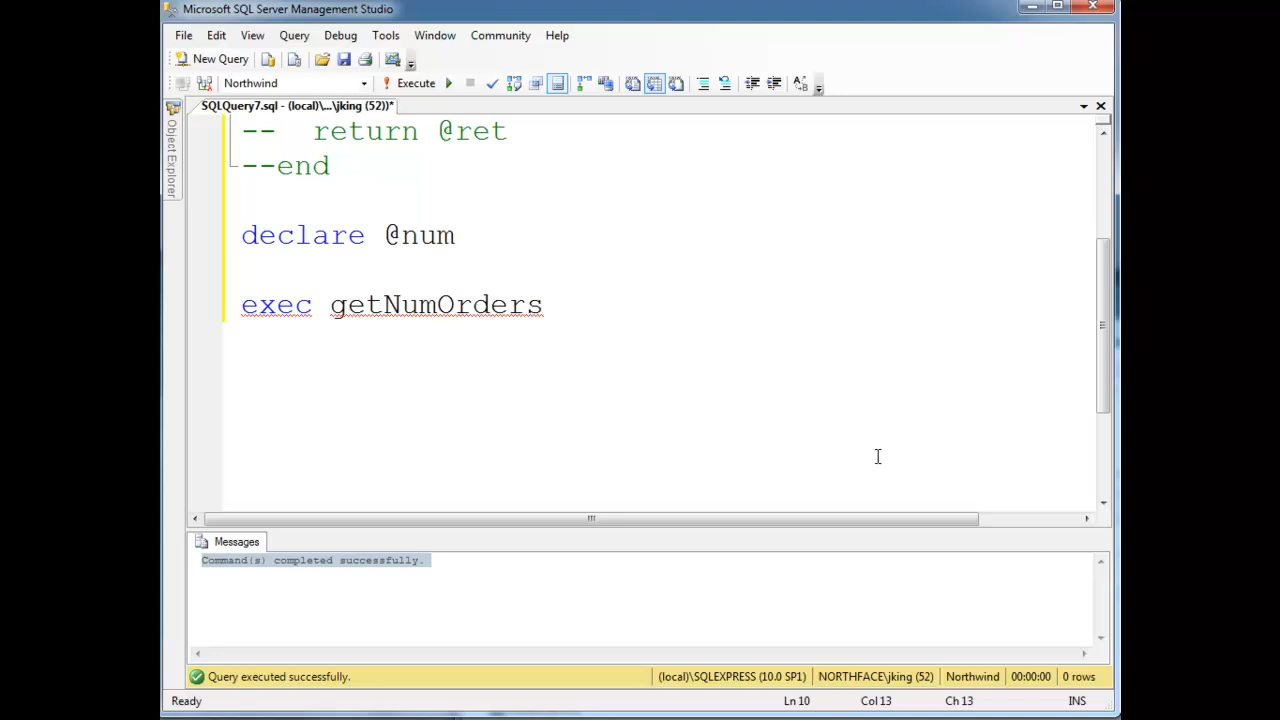 Microsoft SQL Server Management Studio
File Edit View Query Debug Tools Window Community Help
New Query
Northwind Execute
SQLQuery7.sql - (local)\...\jking (52))*
Object Explorer
-- return @ret
--end
declare @num
exec getNumOrders
Messages
Command(s) completed successfully.
Query executed successfully. (local)\SQLEXPRESS (10.0 SP1) NORTHFACE\jking (52) Northwind 00:00:00 0 rows
Ready Ln 10 Col 13 Ch 13 INS